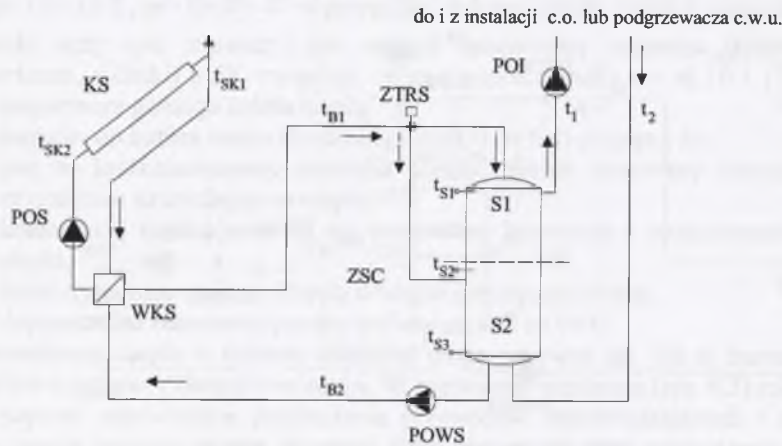 do i z instalacji c.o. lub podgrzewacza c.w.u.
KS
t_SK1
POI
ZTRS
t_B1
t_1
t_2
t_SK2
POS
t_S1
S1
ZSC
t_S2
WKS
S2
t_S3
t_B2
POWS